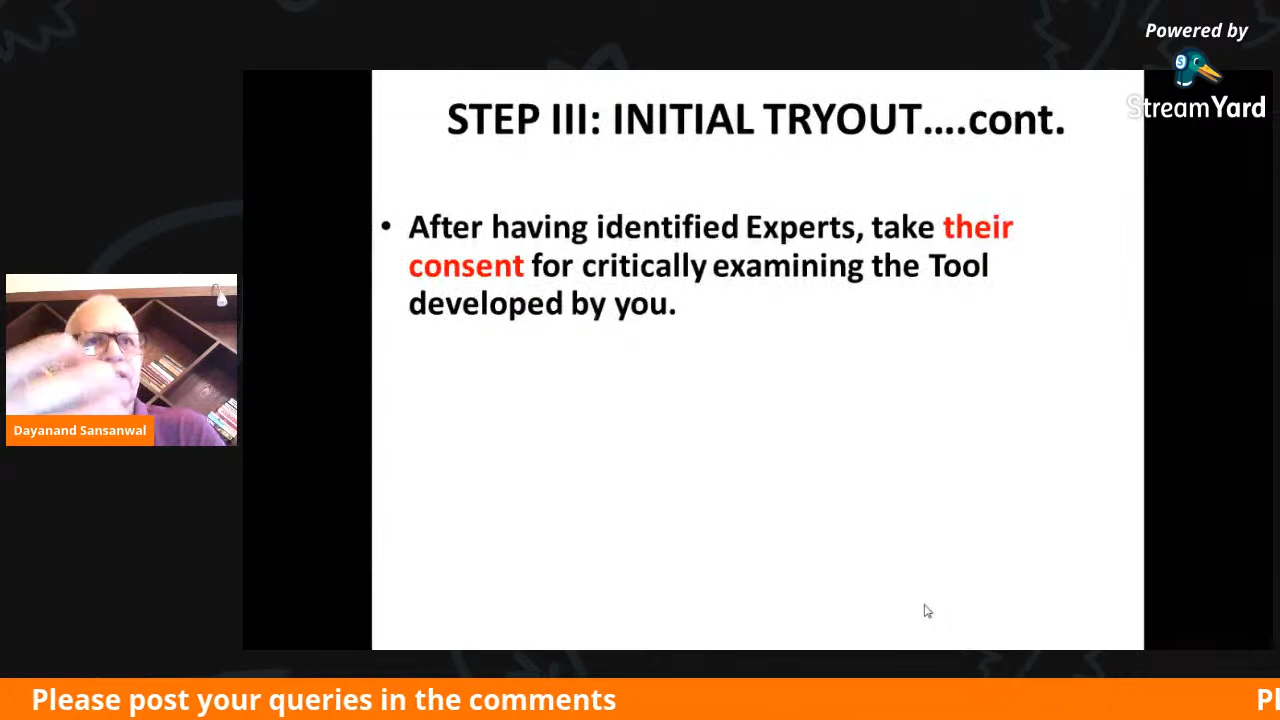 Powered by
StreamYard
STEP III: INITIAL TRYOUT....cont.
• After having identified Experts, take their
consent for critically examining the Tool
developed by you.
Dayanand Sansanwal
Please post your queries in the comments